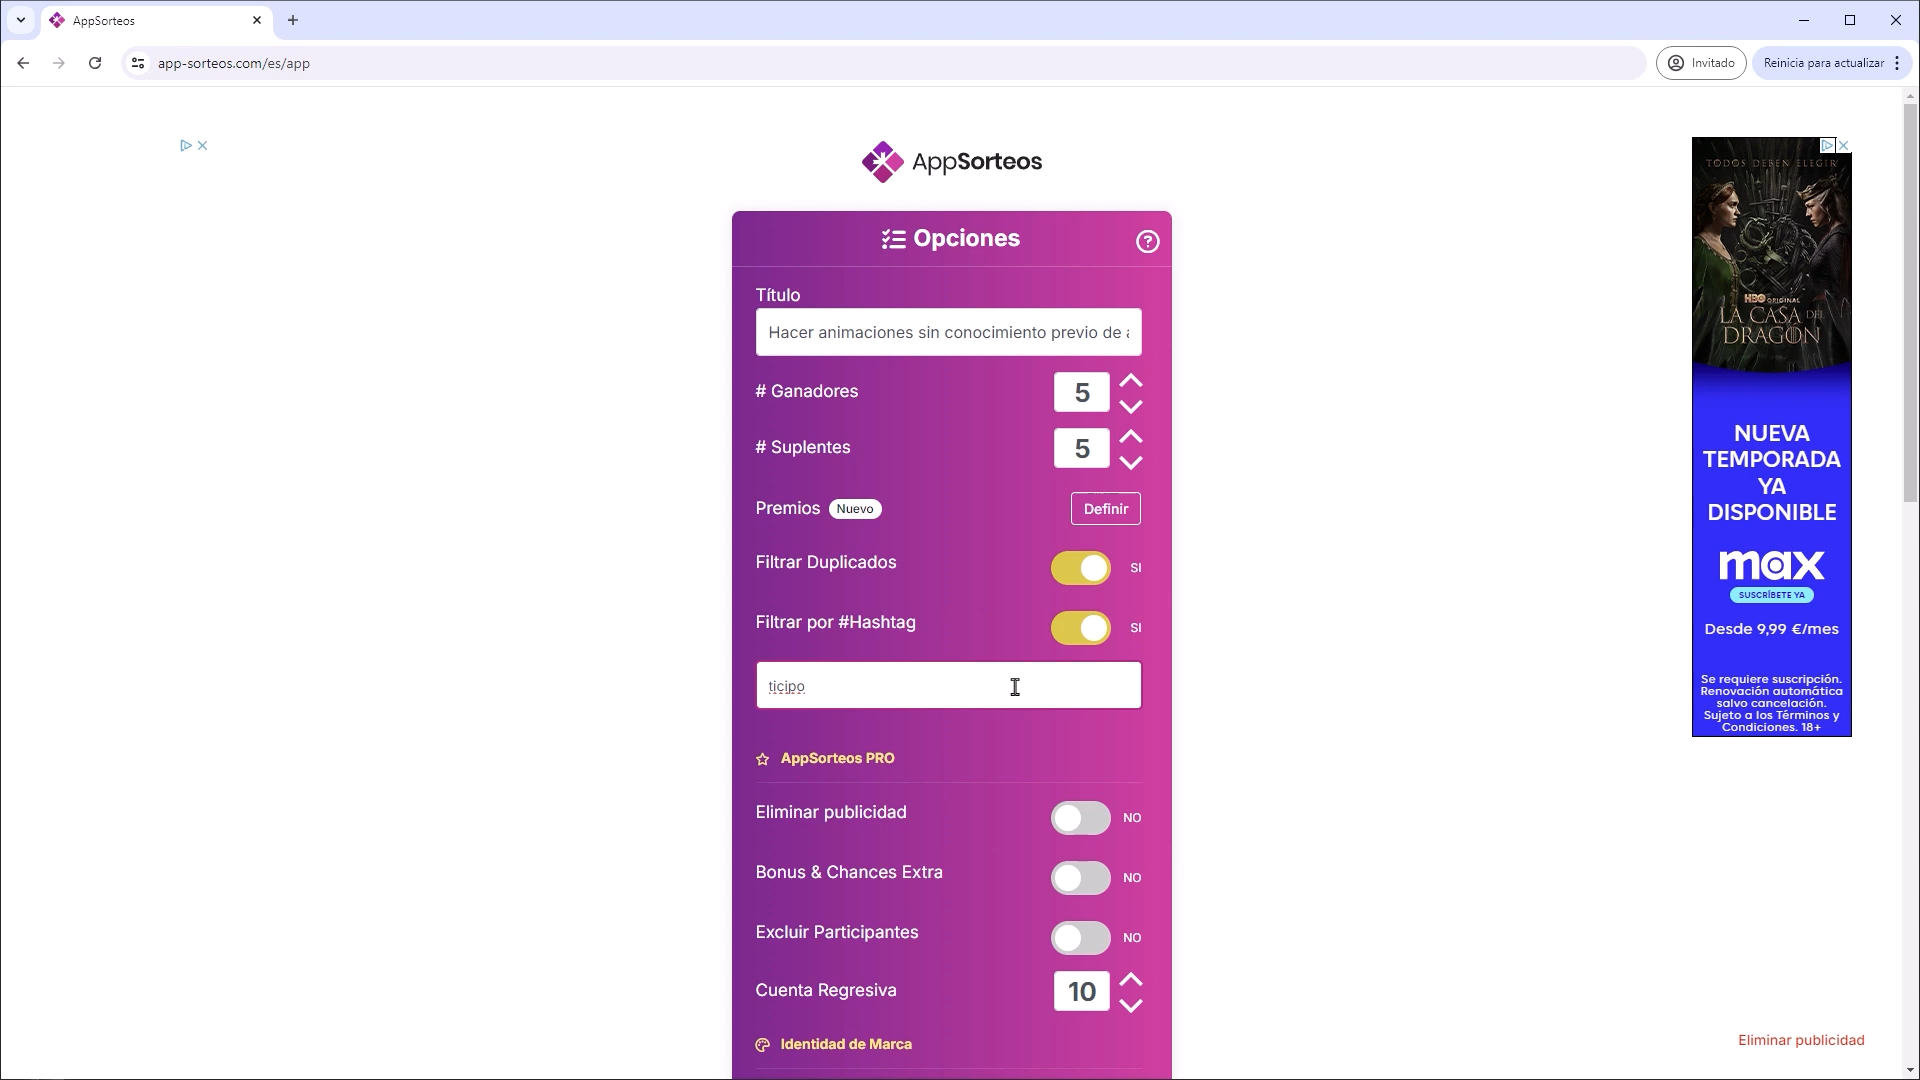 AppSorteos
app-sorteos.com/es/app
Invitado
Reinicia para actualizar
AppSorteos
Opciones
?
Título
Hacer animaciones sin conocimiento previo de
# Ganadores
5
# Suplentes
5
Premios Nuevo
Definir
Filtrar Duplicados
SI
Filtrar por #Hashtag
SI
ticipo
AppSorteos PRO
Eliminar publicidad
NO
Bonus & Chances Extra
NO
Excluir Participantes
NO
Cuenta Regresiva
10
Identidad de Marca
TODOS DEBEN ELEGIR
HBO ORIGINAL
LA CASA DEL
DRAGÓN
NUEVA
TEMPORADA
YA
DISPONIBLE
max
SUSCRÍBETE YA
Desde 9,99 €/mes
Se requiere suscripción.
Renovación automática
salvo cancelación.
Sujeto a los Términos y
Condiciones. 18+
Eliminar publicidad